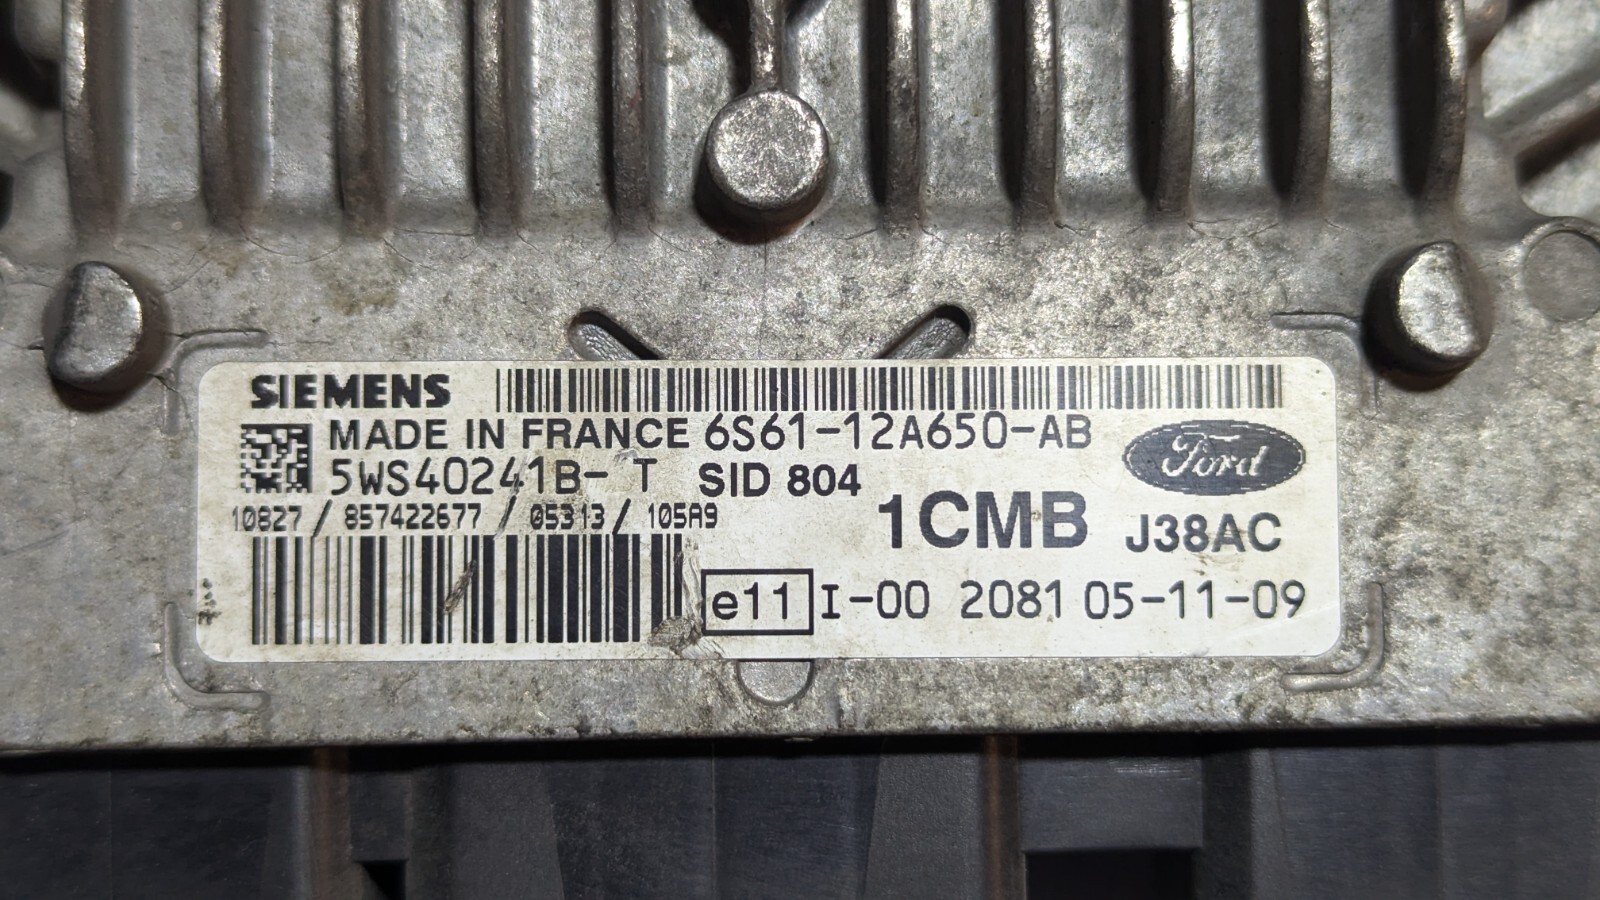 SIEMENS
MADE IN FRANCE 6S61-12A650-AB
5WS40241B- T SID 804
Ford
10827 / 857422677 / 05313 / 105A9
1CMB J38AC
e11 I-00 2081 05-11-09